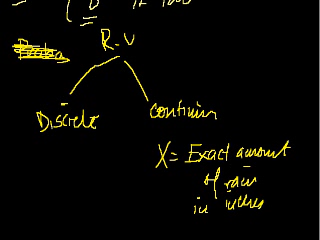 R.V
Discrete
continuous
X = Exact amount
of rain
in inches